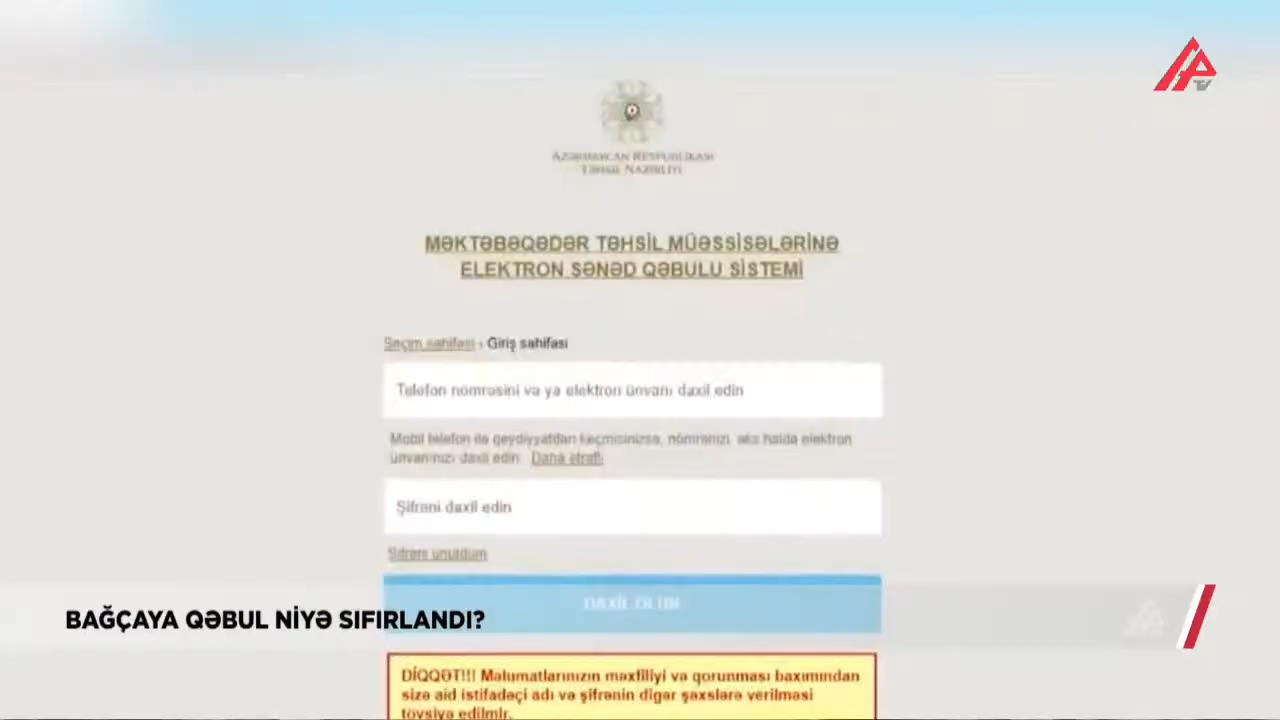 AP
TV
AZƏRBAYCAN RESPUBLİKASI
TƏHSİL NAZİRLİYİ
MƏKTƏBƏQƏDƏR TƏHSİL MÜƏSSİSƏLƏRİNƏ
ELEKTRON SƏNƏD QƏBULU SİSTEMİ
Seçim səhifəsi › Giriş səhifəsi
Telefon nömrəsini və ya elektron ünvanı daxil edin
Mobil telefon ilə qeydiyyatdan keçmisinizsə, nömrənizi, əks halda elektron
ünvanınızı daxil edin. Daha ətraflı
Şifrəni daxil edin
Şifrəni unutdum
DAXİL OLUN
BAĞÇAYA QƏBUL NİYƏ SIFIRLANDI?
DİQQƏT!!! Məlumatlarınızın məxfiliyi və qorunması baxımından
sizə aid istifadəçi adı və şifrənin digər şəxslərə verilməsi
tövsiyə edilmir.